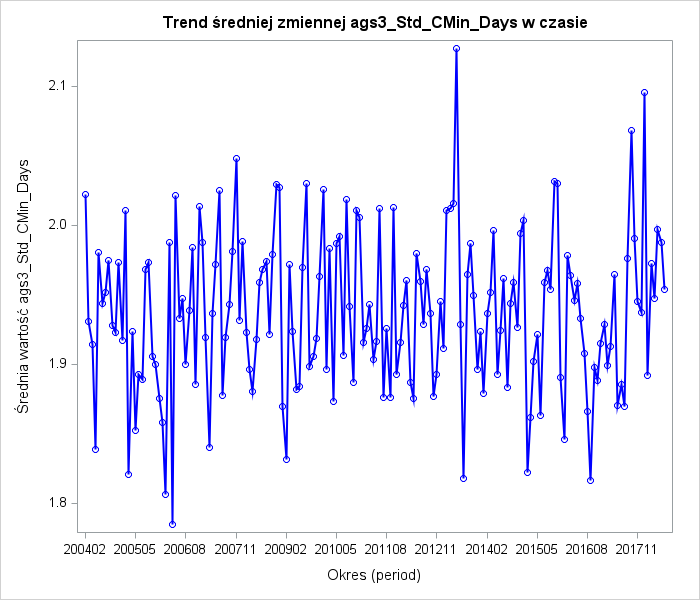 Trend średniej zmiennej ags3_Std_CMin_Days w czasie
Średnia wartość ags3_Std_CMin_Days
2.1
2.0
1.9
1.8
200402 200505 200608 200711 200902 201005 201108 201211 201402 201505 201608 201711
Okres (period)